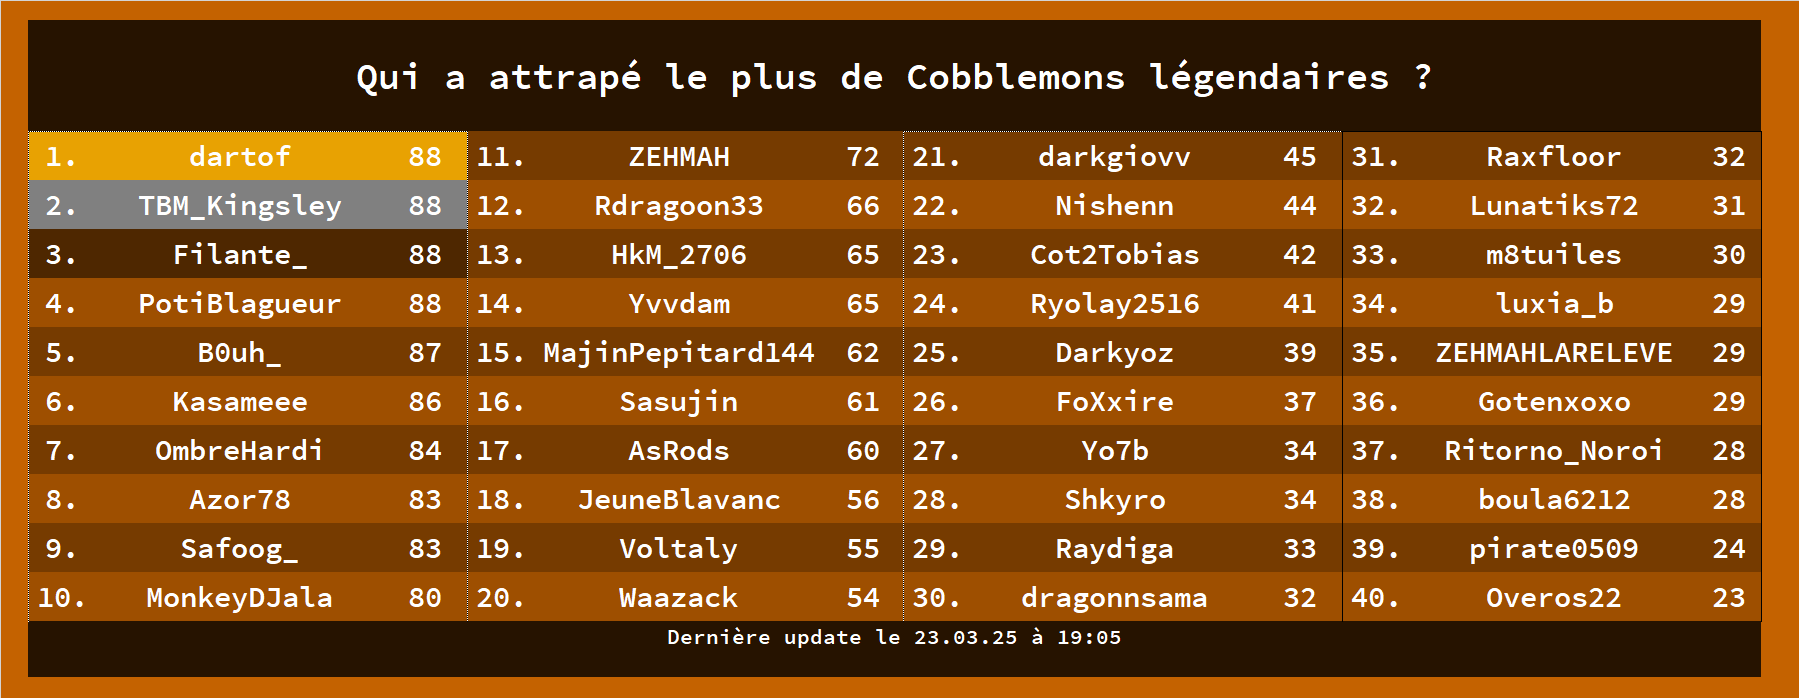 Qui a attrapé le plus de Cobblemons légendaires ?
1. dartof 88
2. TBM_Kingsley 88
3. Filante_ 88
4. PotiBlagueur 88
5. B0uh_ 87
6. Kasameee 86
7. OmbreHardi 84
8. Azor78 83
9. Safoog_ 83
10. MonkeyDJala 80
11. ZEHMAH 72
12. Rdragoon33 66
13. HkM_2706 65
14. Yvvdam 65
15. MajinPepitard144 62
16. Sasujin 61
17. AsRods 60
18. JeuneBlavanc 56
19. Voltaly 55
20. Waazack 54
21. darkgiovv 45
22. Nishenn 44
23. Cot2Tobias 42
24. Ryolay2516 41
25. Darkyoz 39
26. FoXxire 37
27. Yo7b 34
28. Shkyro 34
29. Raydiga 33
30. dragonnsama 32
31. Raxfloor 32
32. Lunatiks72 31
33. m8tuiles 30
34. luxia_b 29
35. ZEHMAHLARELEVE 29
36. Gotenxoxo 29
37. Ritorno_Noroi 28
38. boula6212 28
39. pirate0509 24
40. Overos22 23
Dernière update le 23.03.25 à 19:05